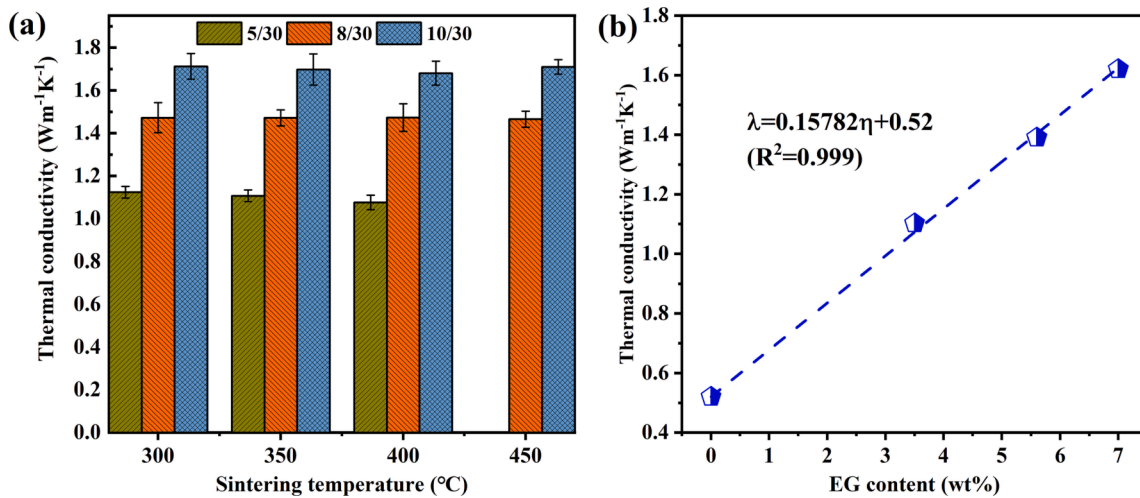 (a)
5/30 8/30 10/30
Thermal conductivity (Wm⁻¹K⁻¹)
1.8
1.6
1.4
1.2
1.0
0.8
0.6
0.4
0.2
0.0
300 350 400 450
Sintering temperature (℃)
(b)
Thermal conductivity (Wm⁻¹K⁻¹)
1.8
1.6
1.4
1.2
1.0
0.8
0.6
0.4
λ=0.15782η+0.52
(R²=0.999)
0 1 2 3 4 5 6 7
EG content (wt%)